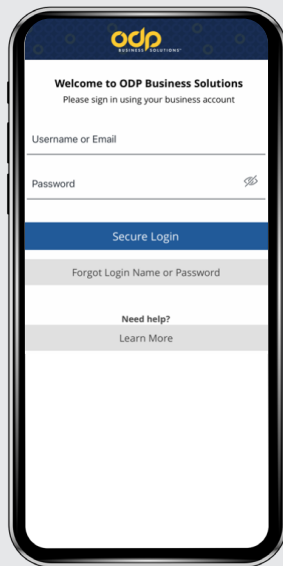 odp
BUSINESS SOLUTIONS
Welcome to ODP Business Solutions
Please sign in using your business account
Username or Email
Password
Secure Login
Forgot Login Name or Password
Need help?
Learn More